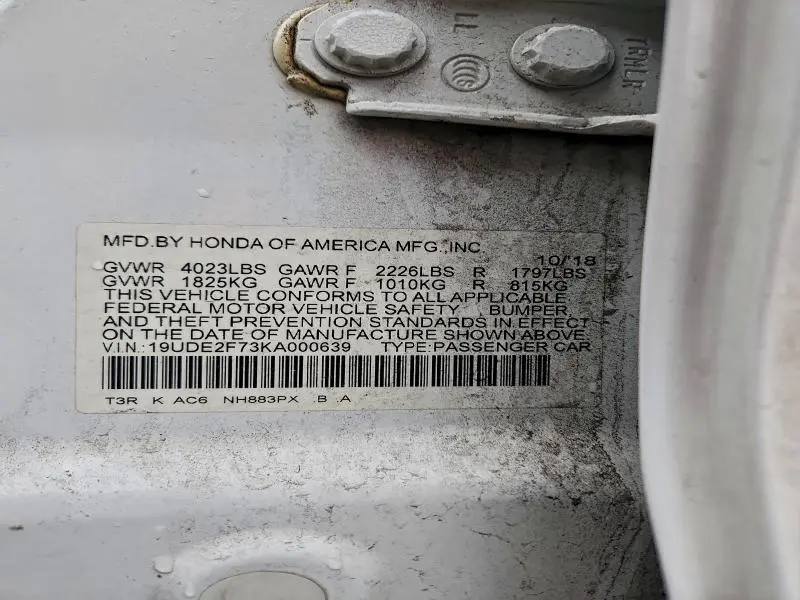 LL
TRMLR
MFD.BY HONDA OF AMERICA MFG.,INC 10/'18
GVWR 4023LBS GAWR F 2226LBS R 1797LBS
GVWR 1825KG GAWR F 1010KG R 815KG
THIS VEHICLE CONFORMS TO ALL APPLICABLE
FEDERAL MOTOR VEHICLE SAFETY , BUMPER
AND THEFT PREVENTION STANDARDS IN EFFECT
ON THE DATE OF MANUFACTURE SHOWN ABOVE.
V.I.N.:19UDE2F73KA000639 TYPE:PASSENGER CAR
T3R K AC6 NH883PX .B .A